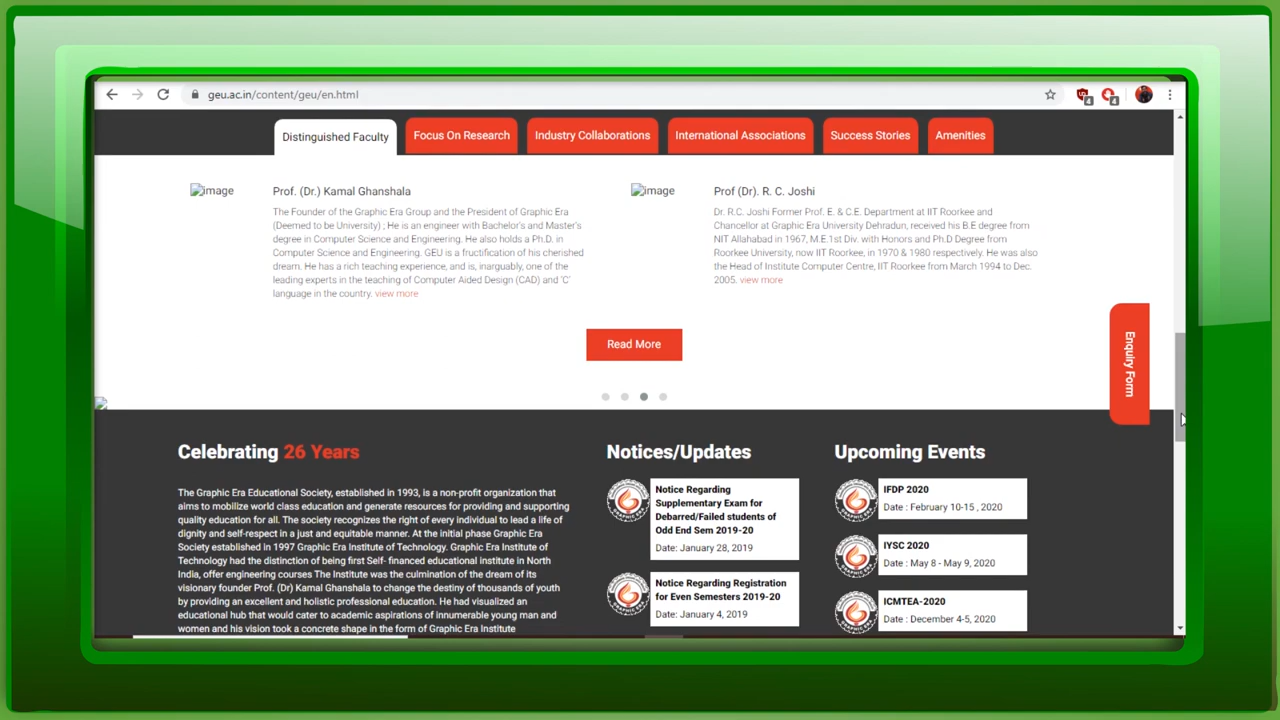 geu.ac.in/content/geu/en.html
4
4
Distinguished Faculty
Focus On Research
Industry Collaborations
International Associations
Success Stories
Amenities
image
Prof. (Dr.) Kamal Ghanshala
The Founder of the Graphic Era Group and the President of Graphic Era
(Deemed to be University) ; He is an engineer with Bachelor's and Master's
degree in Computer Science and Engineering. He also holds a Ph.D. in
Computer Science and Engineering. GEU is a fructification of his cherished
dream. He has a rich teaching experience, and is, inarguably, one of the
leading experts in the teaching of Computer Aided Design (CAD) and 'C'
language in the country. view more
image
Prof (Dr). R. C. Joshi
Dr. R.C. Joshi Former Prof. E. & C.E. Department at IIT Roorkee and
Chancellor at Graphic Era University Dehradun, received his B.E degree from
NIT Allahabad in 1967, M.E.1st Div. with Honors and Ph.D Degree from
Roorkee University, now IIT Roorkee, in 1970 & 1980 respectively. He was also
the Head of Institute Computer Centre, IIT Roorkee from March 1994 to Dec.
2005. view more
Read More
Enquiry Form
Celebrating 26 Years
The Graphic Era Educational Society, established in 1993, is a non-profit organization that
aims to mobilize world class education and generate resources for providing and supporting
quality education for all. The society recognizes the right of every individual to lead a life of
dignity and self-respect in a just and equitable manner. At the initial phase Graphic Era
Society established in 1997 Graphic Era Institute of Technology. Graphic Era Institute of
Technology had the distinction of being first Self- financed educational institute in North
India, offer engineering courses The Institute was the culmination of the dream of its
visionary founder Prof. (Dr) Kamal Ghanshala to change the destiny of thousands of youth
by providing an excellent and holistic professional education. He had visualized an
educational hub that would cater to academic aspirations of innumerable young man and
women and his vision took a concrete shape in the form of Graphic Era Institute
Notices/Updates
GRAPHIC ERA
Notice Regarding
Supplementary Exam for
Debarred/Failed students of
Odd End Sem 2019-20
Date: January 28, 2019
GRAPHIC ERA
Notice Regarding Registration
for Even Semesters 2019-20
Date: January 4, 2019
Upcoming Events
GRAPHIC ERA
IFDP 2020
Date : February 10-15 , 2020
GRAPHIC ERA
IYSC 2020
Date : May 8 - May 9, 2020
GRAPHIC ERA
ICMTEA-2020
Date : December 4-5, 2020